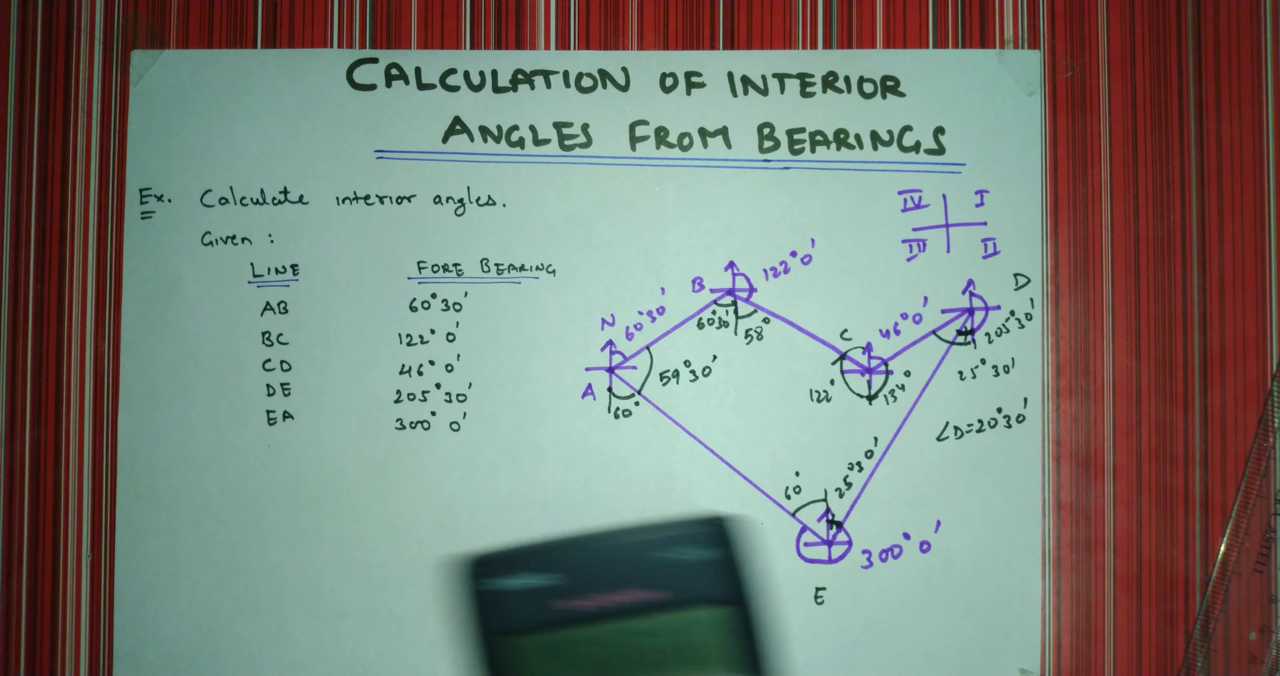 CALCULATION OF INTERIOR
ANGLES FROM BEARINGS
Ex. Calculate interior angles.
Given :
LINE FORE BEARING
AB 60°30'
BC 122° 0'
CD 46° 0'
DE 205°30'
EA 300° 0'
IV I
III II
B 122°0'
D
N 60°30'
60°30' 58°
C 46°0'
205°30'
A 59°30'
60°
122° 134°
25°30'
∠D=20°30'
60° 25°30'
300°0'
E